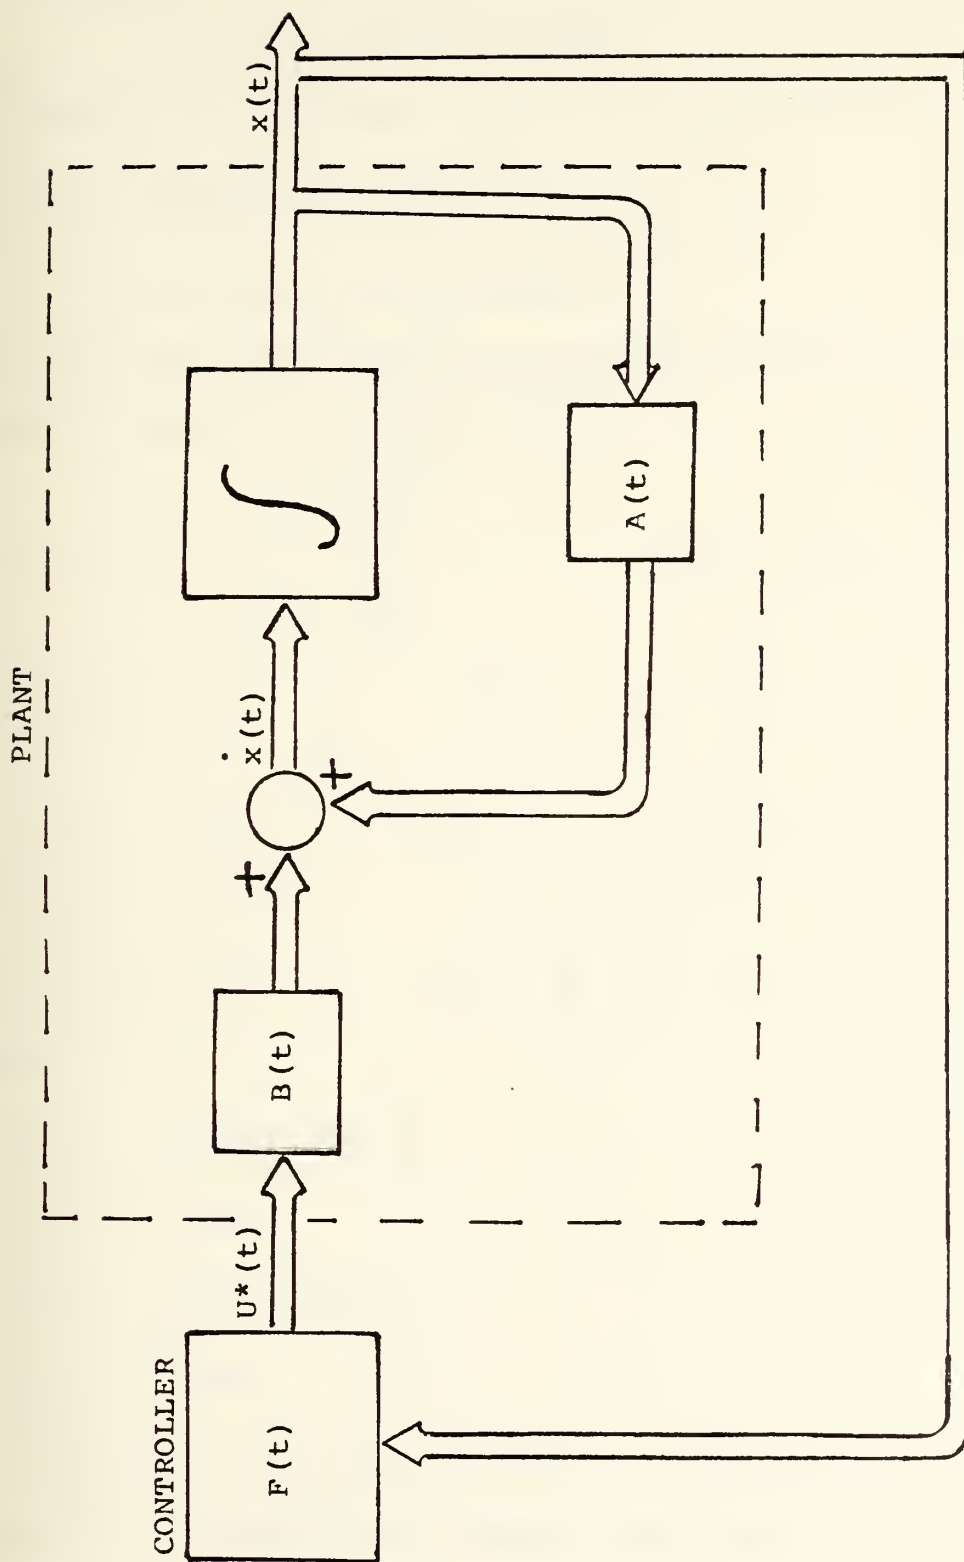 PLANT
CONTROLLER
F(t)
U*(t)
B(t)
+
ẋ(t)
+
∫
x(t)
A(t)